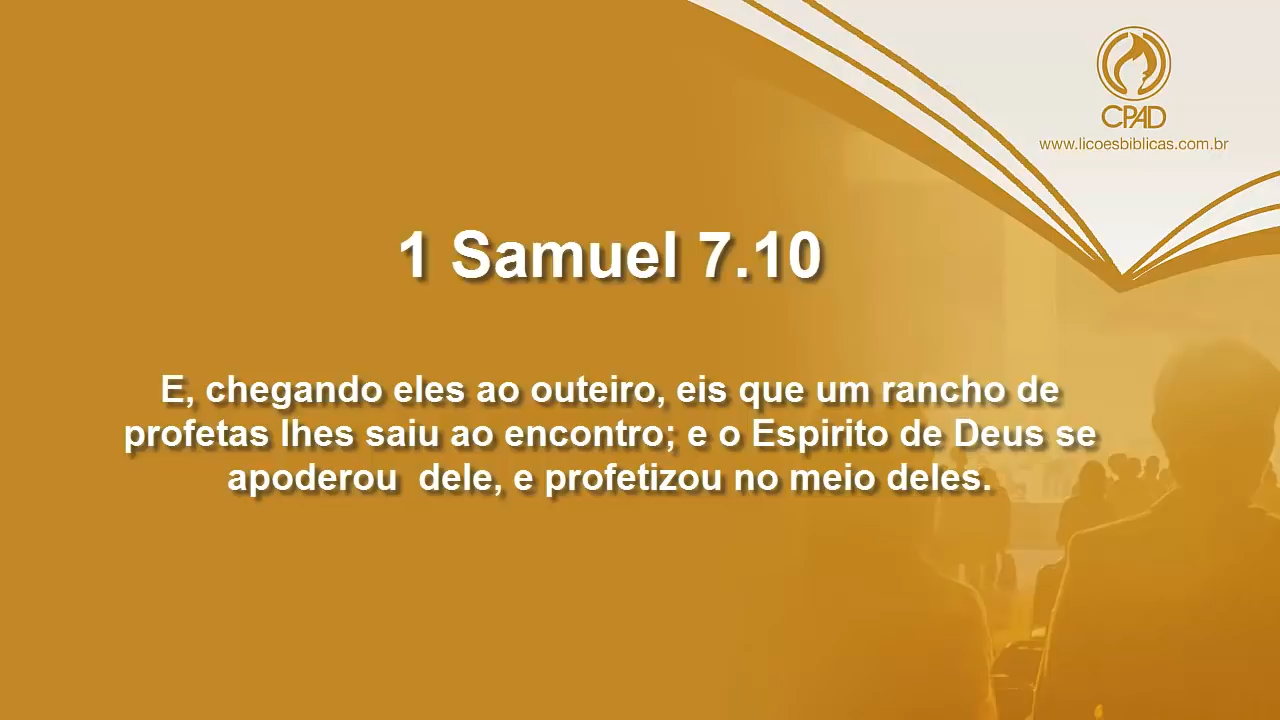 CPAD
www.licoesbiblicas.com.br
1 Samuel 7.10
E, chegando eles ao outeiro, eis que um rancho de
profetas lhes saiu ao encontro; e o Espirito de Deus se
apoderou  dele, e profetizou no meio deles.